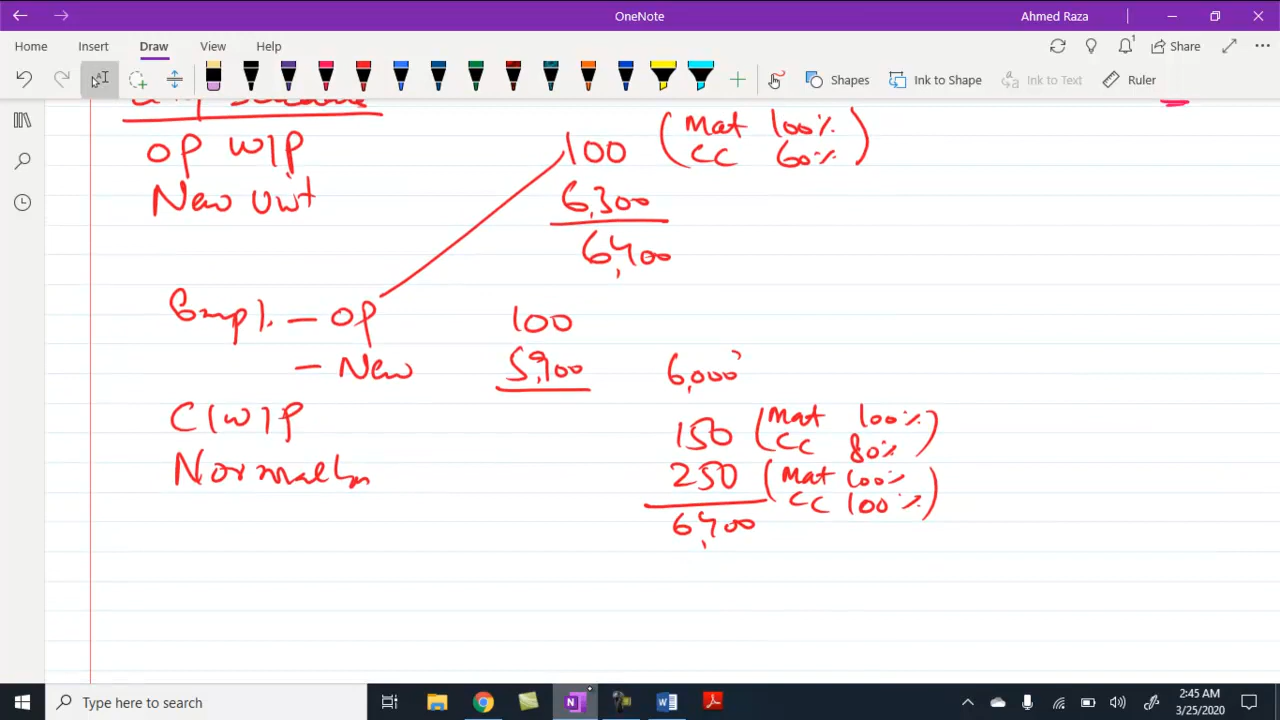 OneNote
Ahmed Raza
Home Insert Draw View Help
Share
Shapes
Ink to Shape
Ink to Text
Ruler
OP W/P 100 (Mat 100%
CC 60%)
New Unit 6,300
6,400
Compl. - OP 100
- New 5,900 6,000
C/W/P 150 (Mat 100%
CC 80%)
Normal 250 (Mat 100%
CC 100%)
6,400
Type here to search
2:45 AM
3/25/2020